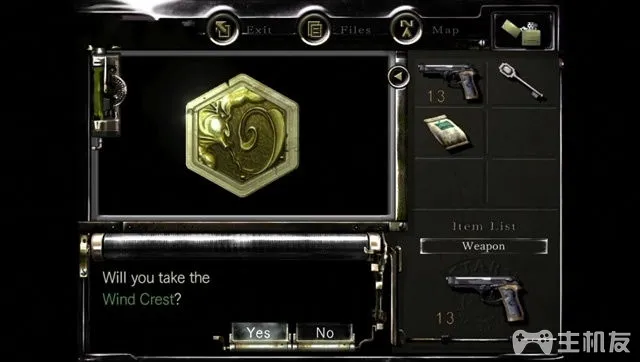 Exit
Files
Map
13
Item List
Weapon
13
Will you take the
Wind Crest?
Yes
No
主机友